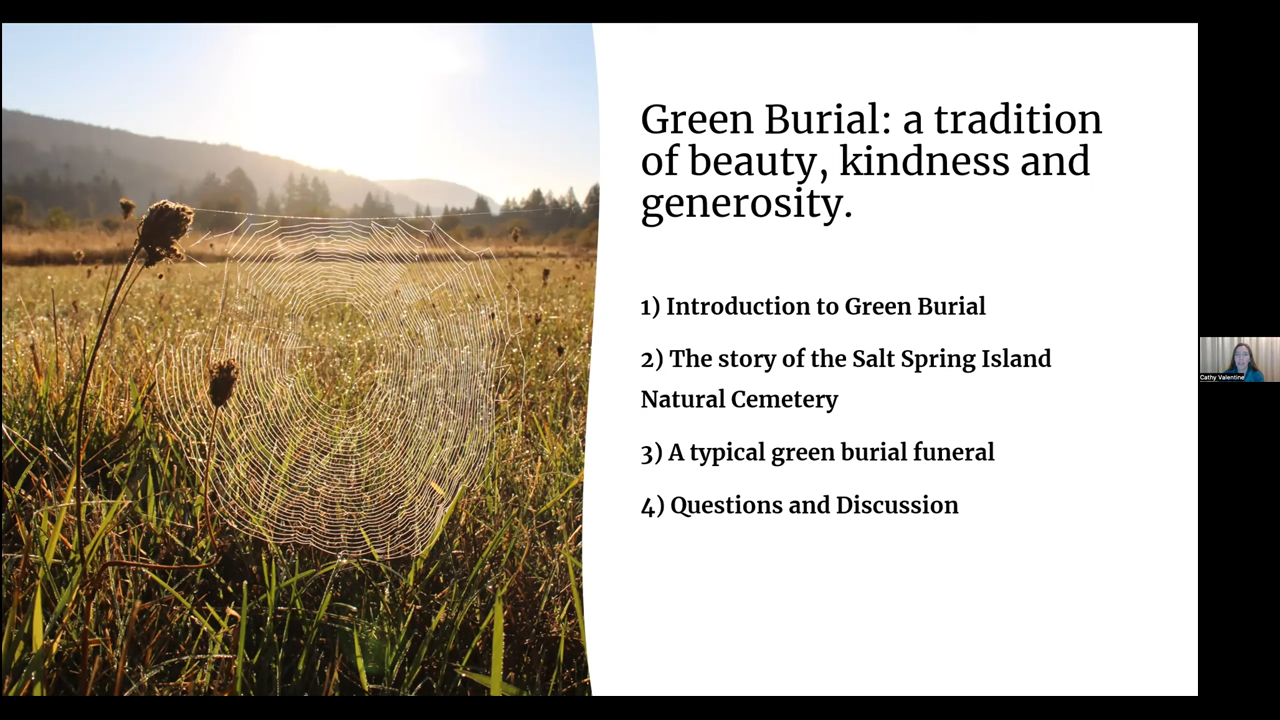 Green Burial: a tradition
of beauty, kindness and
generosity.
1) Introduction to Green Burial
2) The story of the Salt Spring Island
Natural Cemetery
3) A typical green burial funeral
4) Questions and Discussion
Cathy Valentine